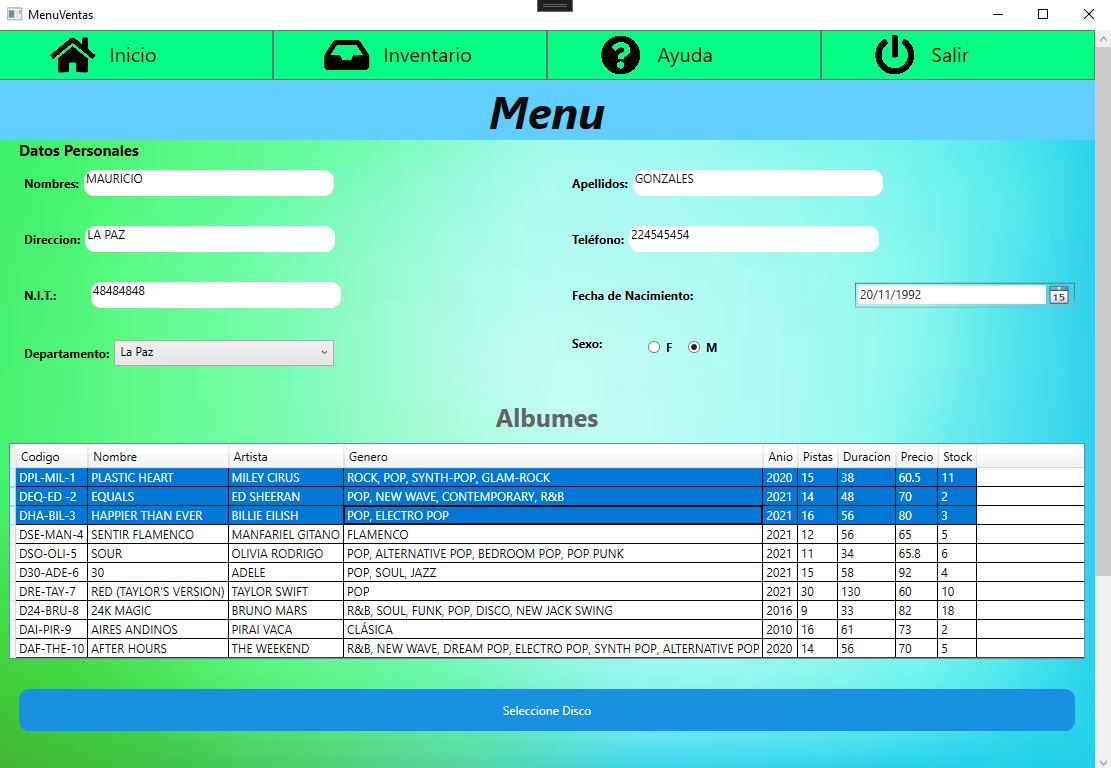 MenuVentas
Inicio Inventario Ayuda Salir
Menu
Datos Personales
Nombres: MAURICIO Apellidos: GONZALES
Direccion: LA PAZ Teléfono: 224545454
N.I.T.: 48484848 Fecha de Nacimiento: 20/11/1992 15
Departamento: La Paz Sexo: F M
Albumes
Codigo Nombre Artista Genero Anio Pistas Duracion Precio Stock
DPL-MIL-1 PLASTIC HEART MILEY CIRUS ROCK, POP, SYNTH-POP, GLAM-ROCK 2020 15 38 60.5 11
DEQ-ED -2 EQUALS ED SHEERAN POP, NEW WAVE, CONTEMPORARY, R&B 2021 14 48 70 2
DHA-BIL-3 HAPPIER THAN EVER BILLIE EILISH POP, ELECTRO POP 2021 16 56 80 3
DSE-MAN-4 SENTIR FLAMENCO MANFARIEL GITANO FLAMENCO 2021 12 56 65 5
DSO-OLI-5 SOUR OLIVIA RODRIGO POP, ALTERNATIVE POP, BEDROOM POP, POP PUNK 2021 11 34 65.8 6
D30-ADE-6 30 ADELE POP, SOUL, JAZZ 2021 15 58 92 4
DRE-TAY-7 RED (TAYLOR'S VERSION) TAYLOR SWIFT POP 2021 30 130 60 10
D24-BRU-8 24K MAGIC BRUNO MARS R&B, SOUL, FUNK, POP, DISCO, NEW JACK SWING 2016 9 33 82 18
DAI-PIR-9 AIRES ANDINOS PIRAI VACA CLÁSICA 2010 16 61 73 2
DAF-THE-10 AFTER HOURS THE WEEKEND R&B, NEW WAVE, DREAM POP, ELECTRO POP, SYNTH POP, ALTERNATIVE POP 2020 14 56 70 5
Seleccione Disco